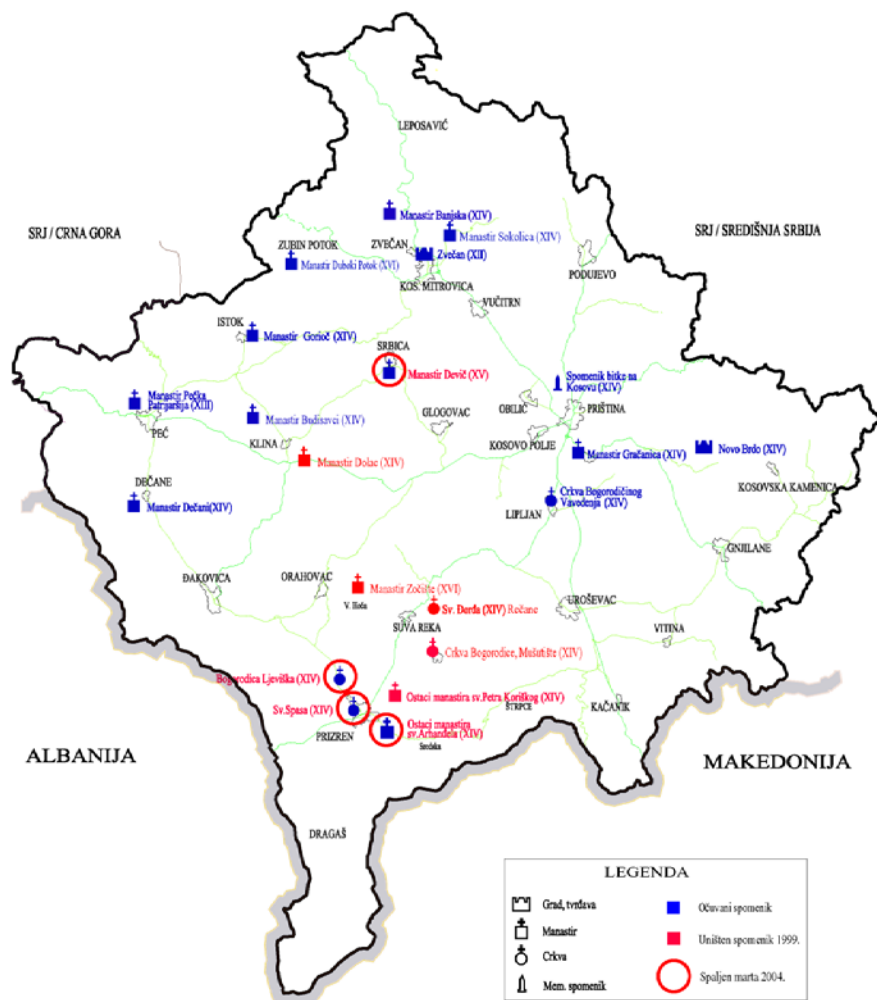 LEPOSAVIĆ
SRJ / CRNA GORA
Manastir Banjska (XIV)
Manastir Sokolica (XIV)
SRJ / SREDIŠNJA SRBIJA
ZUBIN POTOK
ZVEČAN
Zvečan (XII)
PODUJEVO
Manastir Duboki Potok (XVI)
KOS. MITROVICA
VUČITRN
ISTOK
Manastir Gorioč (XIV)
SRBICA
Manastir Devič (XV)
Spomenik bitke na
Kosovu (XIV)
Manastir Pećka
Patrijaršija (XIII)
OBILIĆ
PRIŠTINA
PEĆ
Manastir Budisavci (XIV)
GLOGOVAC
KOSOVO POLJE
KLINA
Manastir Dolac (XIV)
Manastir Gračanica (XIV)
Novo Brdo (XIV)
KOSOVSKA KAMENICA
DEČANE
Manastir Dečani(XIV)
Crkva Bogorodičinog
Vavedenja (XIV)
LIPLJAN
GNJILANE
ĐAKOVICA
ORAHOVAC
Manastir Zočište (XVI)
V. Hoča
Sv. Đerđa (XIV) Rečane
UROŠEVAC
SUVA REKA
VITINA
Crkva Bogorodice, Mušutište (XIV)
Bogorodica Ljeviška (XIV)
Ostaci manastira sv.Petra Koriškog (XIV)
Sv.Spasa (XIV)
ŠTRPCE
KAČANIK
PRIZREN
Ostaci manastira
sv.Arhanđela (XIV)
Sredska
ALBANIJA
MAKEDONIJA
DRAGAŠ
LEGENDA
Grad, tvrđava
Očuvani spomenik
Manastir
Uništen spomenik 1999.
Crkva
Spaljen marta 2004.
Mem. spomenik